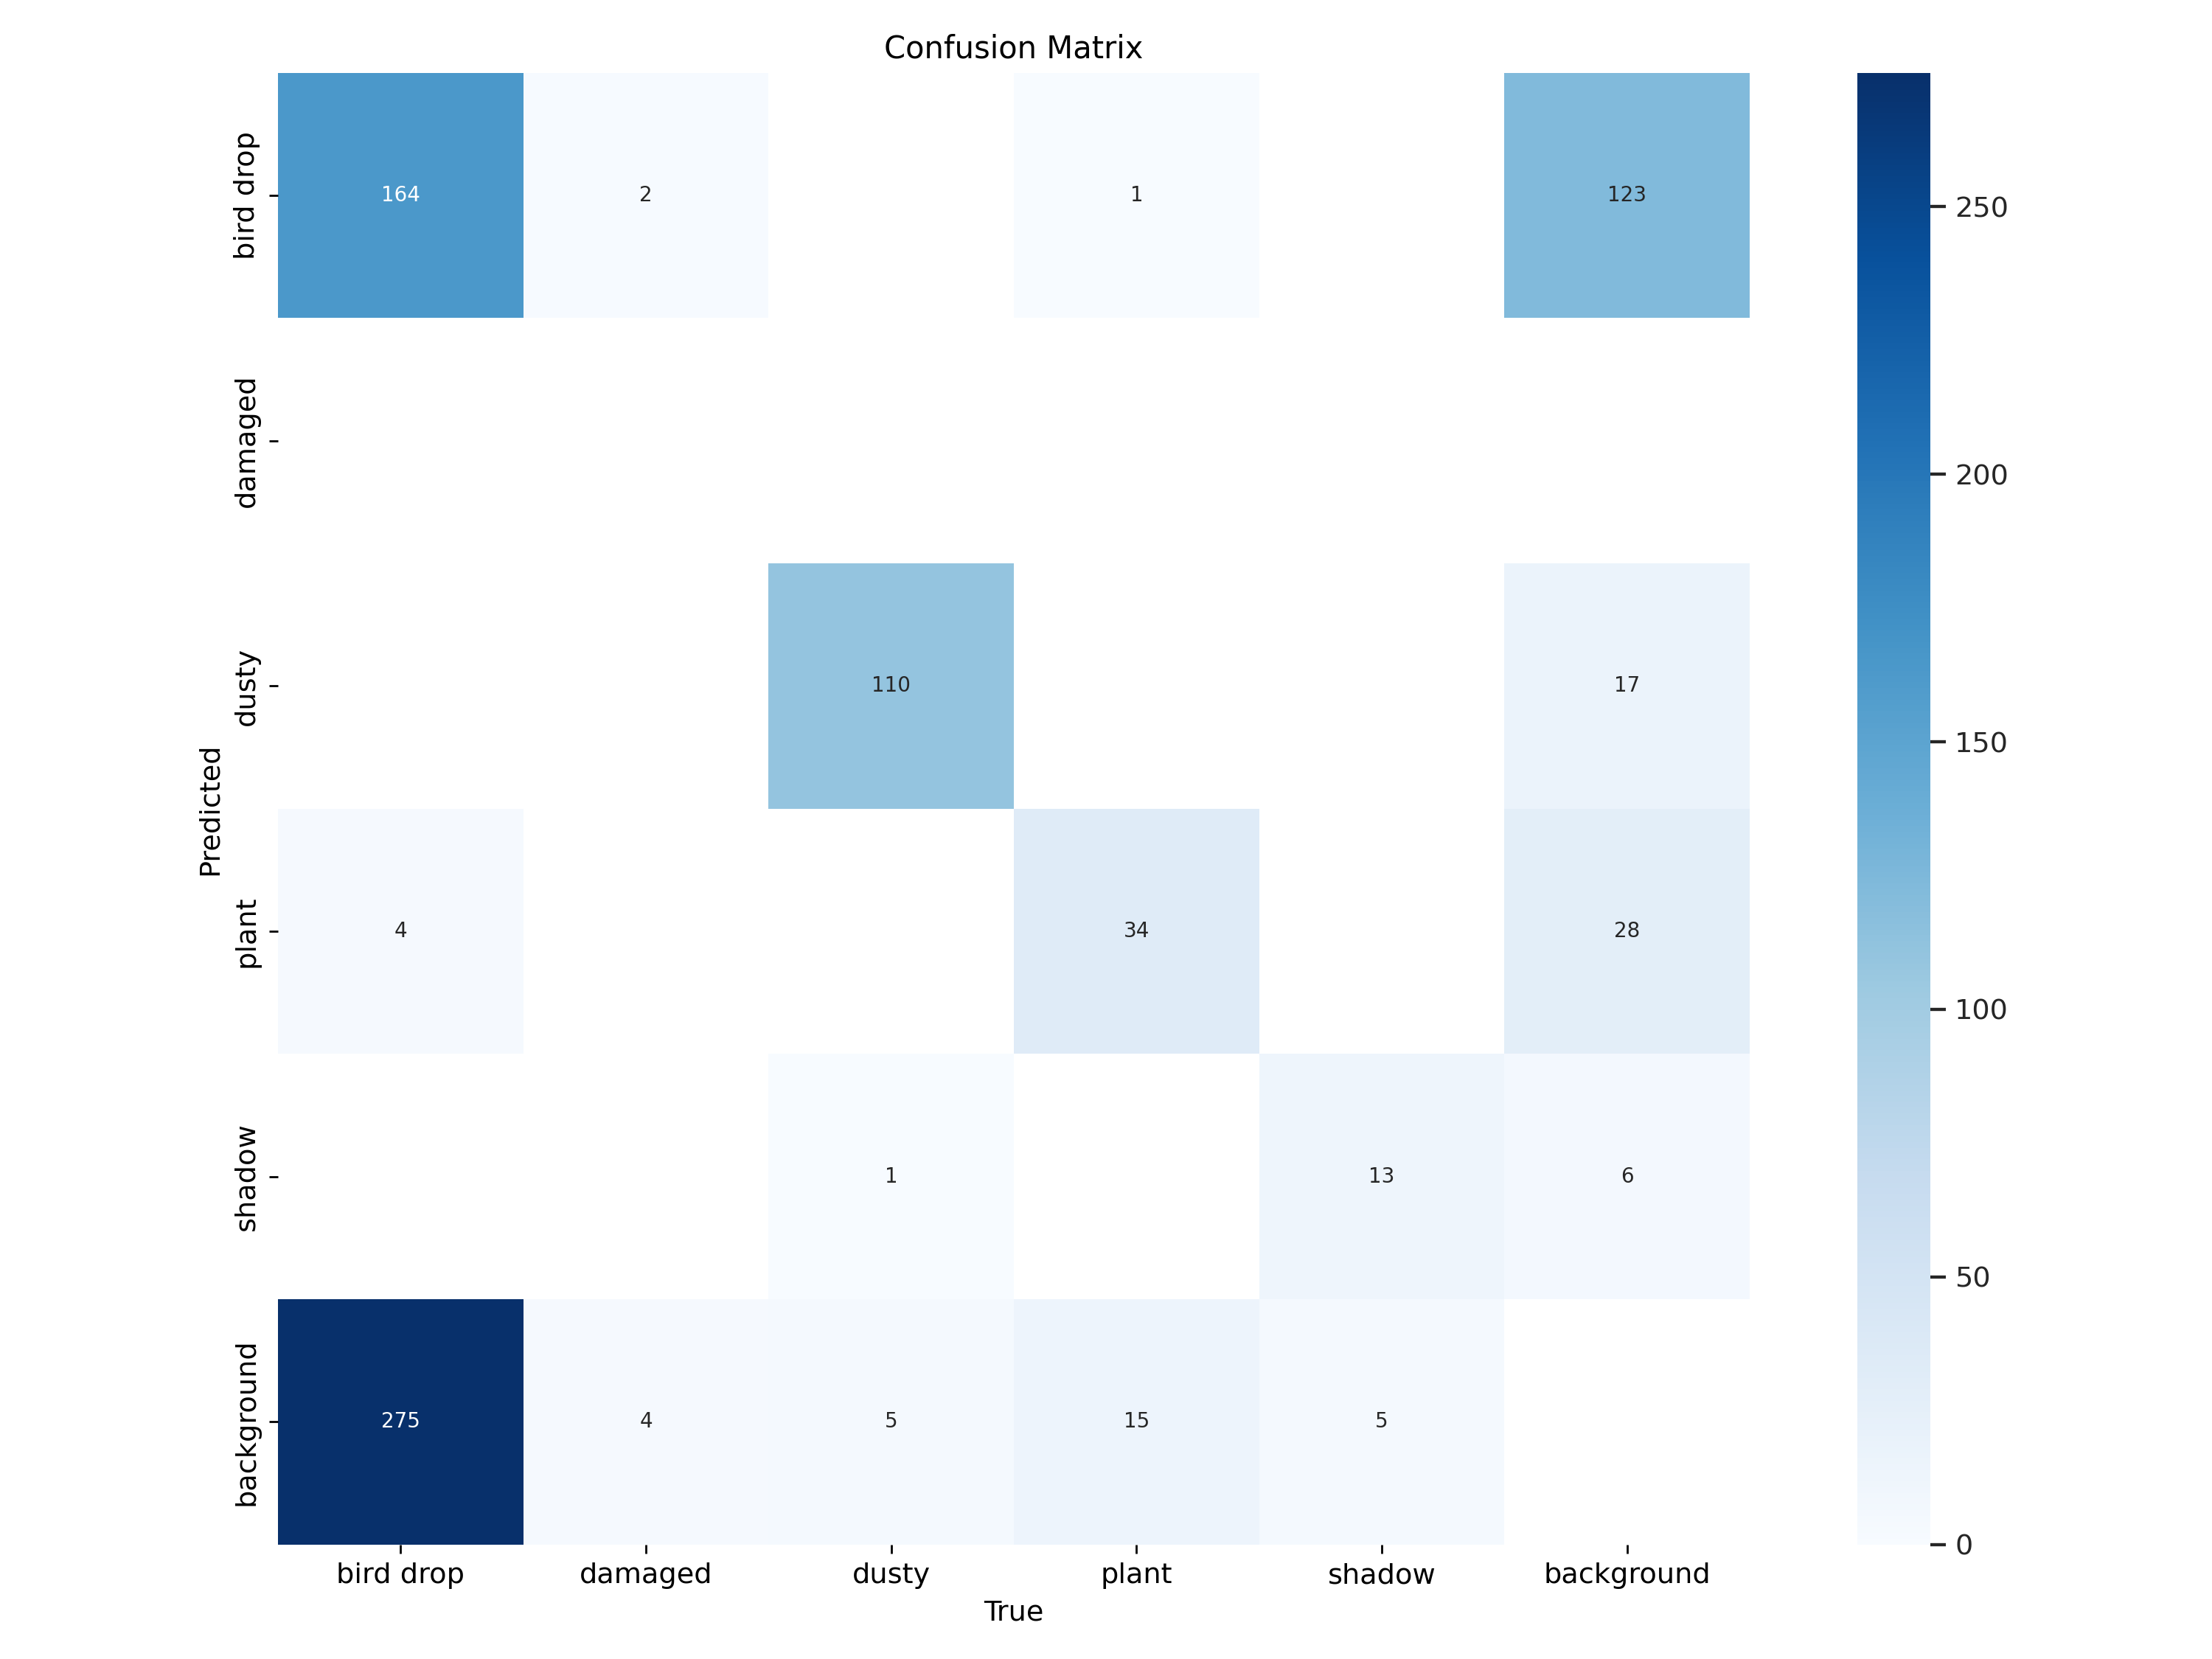 Confusion Matrix
bird drop
164
2
1
123
damaged
dusty
110
17
plant
4
34
28
shadow
1
13
6
background
275
4
5
15
5
bird drop
damaged
dusty
plant
shadow
background
True
Predicted
250
200
150
100
50
0